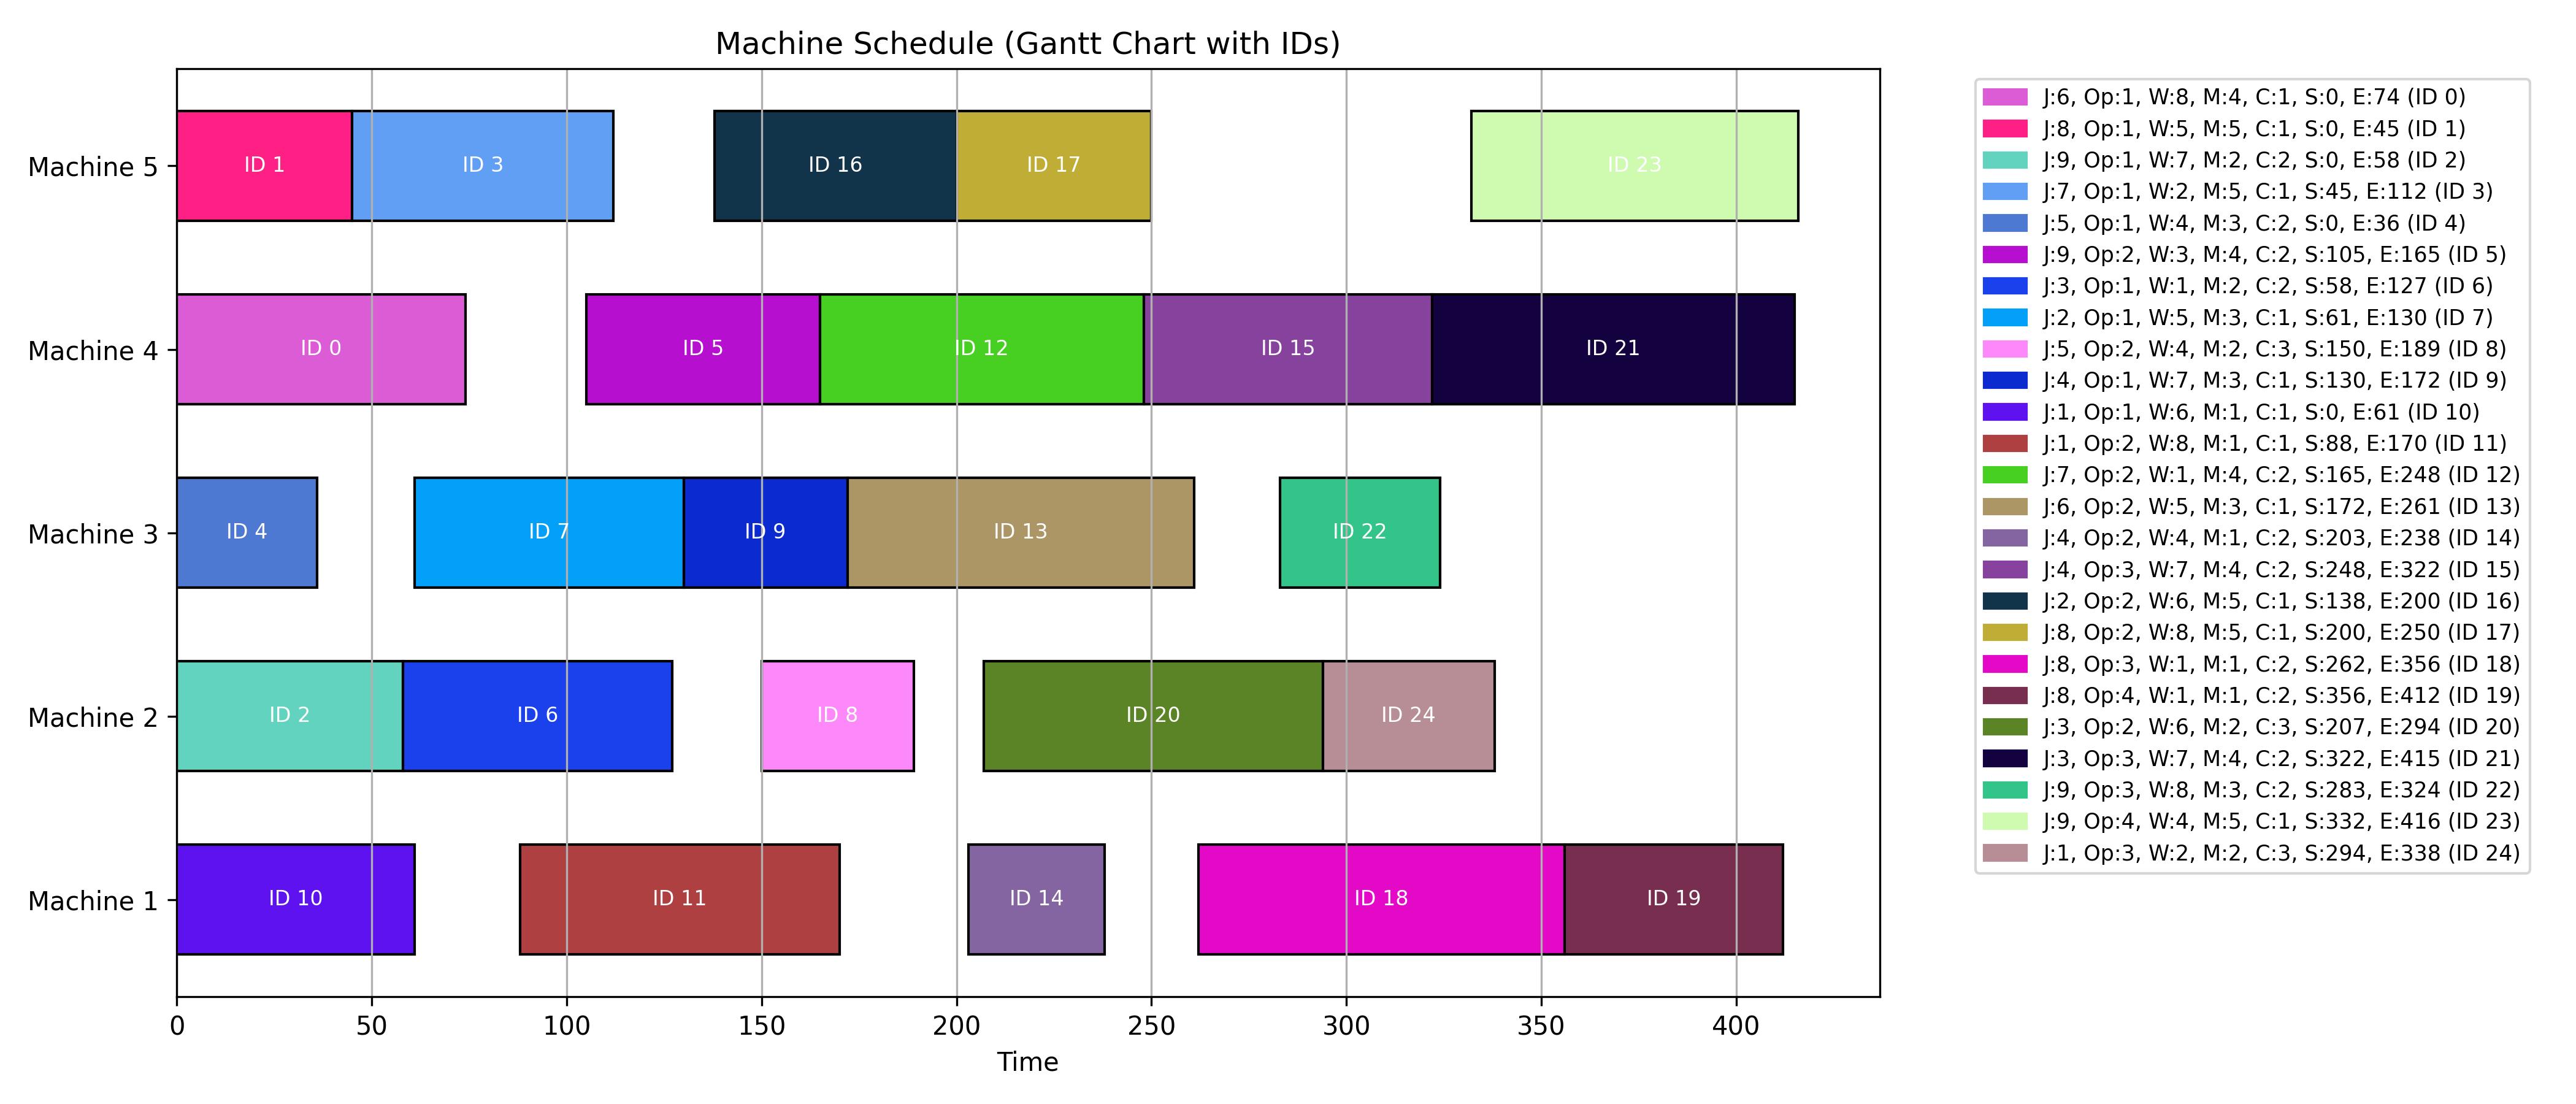 Machine Schedule (Gantt Chart with IDs)
Machine 5
ID 1
ID 3
ID 16
ID 17
ID 23
Machine 4
ID 0
ID 5
ID 12
ID 15
ID 21
Machine 3
ID 4
ID 7
ID 9
ID 13
ID 22
Machine 2
ID 2
ID 6
ID 8
ID 20
ID 24
Machine 1
ID 10
ID 11
ID 14
ID 18
ID 19
0 50 100 150 200 250 300 350 400
Time
J:6, Op:1, W:8, M:4, C:1, S:0, E:74 (ID 0)
J:8, Op:1, W:5, M:5, C:1, S:0, E:45 (ID 1)
J:9, Op:1, W:7, M:2, C:2, S:0, E:58 (ID 2)
J:7, Op:1, W:2, M:5, C:1, S:45, E:112 (ID 3)
J:5, Op:1, W:4, M:3, C:2, S:0, E:36 (ID 4)
J:9, Op:2, W:3, M:4, C:2, S:105, E:165 (ID 5)
J:3, Op:1, W:1, M:2, C:2, S:58, E:127 (ID 6)
J:2, Op:1, W:5, M:3, C:1, S:61, E:130 (ID 7)
J:5, Op:2, W:4, M:2, C:3, S:150, E:189 (ID 8)
J:4, Op:1, W:7, M:3, C:1, S:130, E:172 (ID 9)
J:1, Op:1, W:6, M:1, C:1, S:0, E:61 (ID 10)
J:1, Op:2, W:8, M:1, C:1, S:88, E:170 (ID 11)
J:7, Op:2, W:1, M:4, C:2, S:165, E:248 (ID 12)
J:6, Op:2, W:5, M:3, C:1, S:172, E:261 (ID 13)
J:4, Op:2, W:4, M:1, C:2, S:203, E:238 (ID 14)
J:4, Op:3, W:7, M:4, C:2, S:248, E:322 (ID 15)
J:2, Op:2, W:6, M:5, C:1, S:138, E:200 (ID 16)
J:8, Op:2, W:8, M:5, C:1, S:200, E:250 (ID 17)
J:8, Op:3, W:1, M:1, C:2, S:262, E:356 (ID 18)
J:8, Op:4, W:1, M:1, C:2, S:356, E:412 (ID 19)
J:3, Op:2, W:6, M:2, C:3, S:207, E:294 (ID 20)
J:3, Op:3, W:7, M:4, C:2, S:322, E:415 (ID 21)
J:9, Op:3, W:8, M:3, C:2, S:283, E:324 (ID 22)
J:9, Op:4, W:4, M:5, C:1, S:332, E:416 (ID 23)
J:1, Op:3, W:2, M:2, C:3, S:294, E:338 (ID 24)